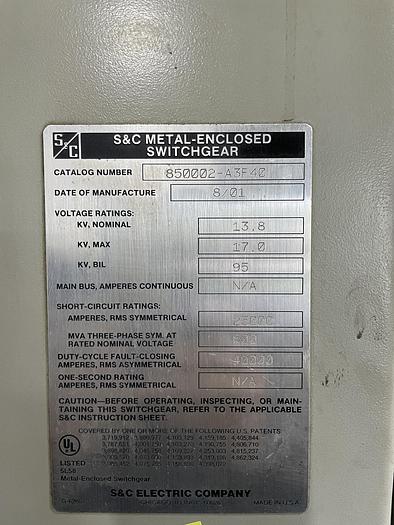 S&C
S&C METAL-ENCLOSED
SWITCHGEAR
CATALOG NUMBER 850002-A3F40
DATE OF MANUFACTURE 8/01
VOLTAGE RATINGS:
KV, NOMINAL 13.8
KV, MAX 17.0
KV, BIL 95
MAIN BUS, AMPERES CONTINUOUS N/A
SHORT-CIRCUIT RATINGS:
AMPERES, RMS SYMMETRICAL 25000
MVA THREE-PHASE SYM. AT
RATED NOMINAL VOLTAGE 600
DUTY-CYCLE FAULT-CLOSING
AMPERES, RMS ASYMMETRICAL 40000
ONE-SECOND RATING
AMPERES, RMS SYMMETRICAL N/A
CAUTION—BEFORE OPERATING, INSPECTING, OR MAIN-
TAINING THIS SWITCHGEAR, REFER TO THE APPLICABLE
S&C INSTRUCTION SHEET.
COVERED BY ONE OR MORE OF THE FOLLOWING U.S. PATENTS
UL
LISTED
5L58
Metal-Enclosed Switchgear
S&C ELECTRIC COMPANY
MADE IN U.S.A.